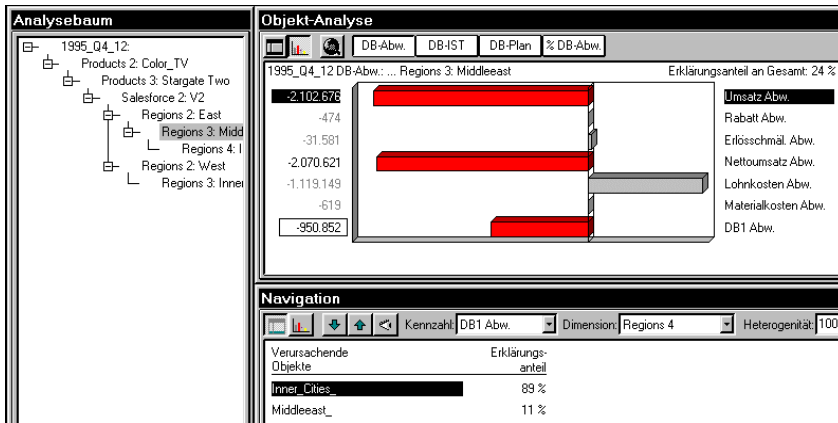 Analysebaum
1995_Q4_12:
Products 2: Color_TV
Products 3: Stargate Two
Salesforce 2: V2
Regions 2: East
Regions 3: Midd
Regions 4: I
Regions 2: West
Regions 3: Inner
Objekt-Analyse
DB-Abw. DB-IST DB-Plan % DB-Abw.
1995_Q4_12 DB-Abw.: ... Regions 3: Middleeast Erklärungsanteil an Gesamt: 24 %
-2.102.676 Umsatz Abw.
-474 Rabatt Abw.
-31.581 Erlösschmäl. Abw.
-2.070.621 Nettoumsatz Abw.
-1.119.149 Lohnkosten Abw.
-619 Materialkosten Abw.
-950.852 DB1 Abw.
Navigation
Kennzahl: DB1 Abw. Dimension: Regions 4 Heterogenität: 100
Verursachende Erklärungs-
Objekte anteil
Inner_Cities_ 89 %
Middleeast_ 11 %